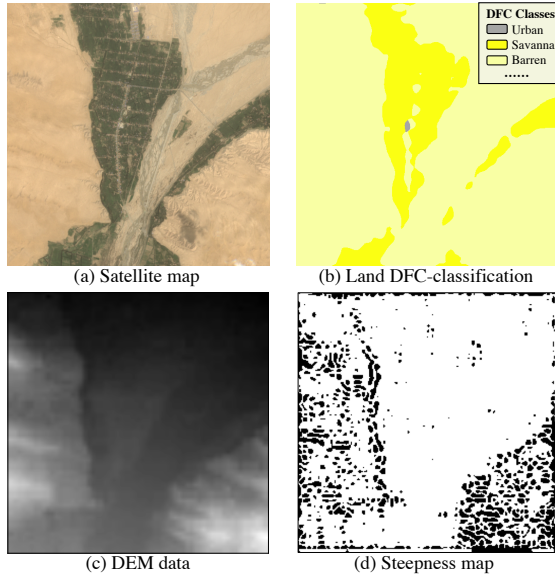 DFC Classes
Urban
Savanna
Barren
......
(a) Satellite map
(b) Land DFC-classification
(c) DEM data
(d) Steepness map